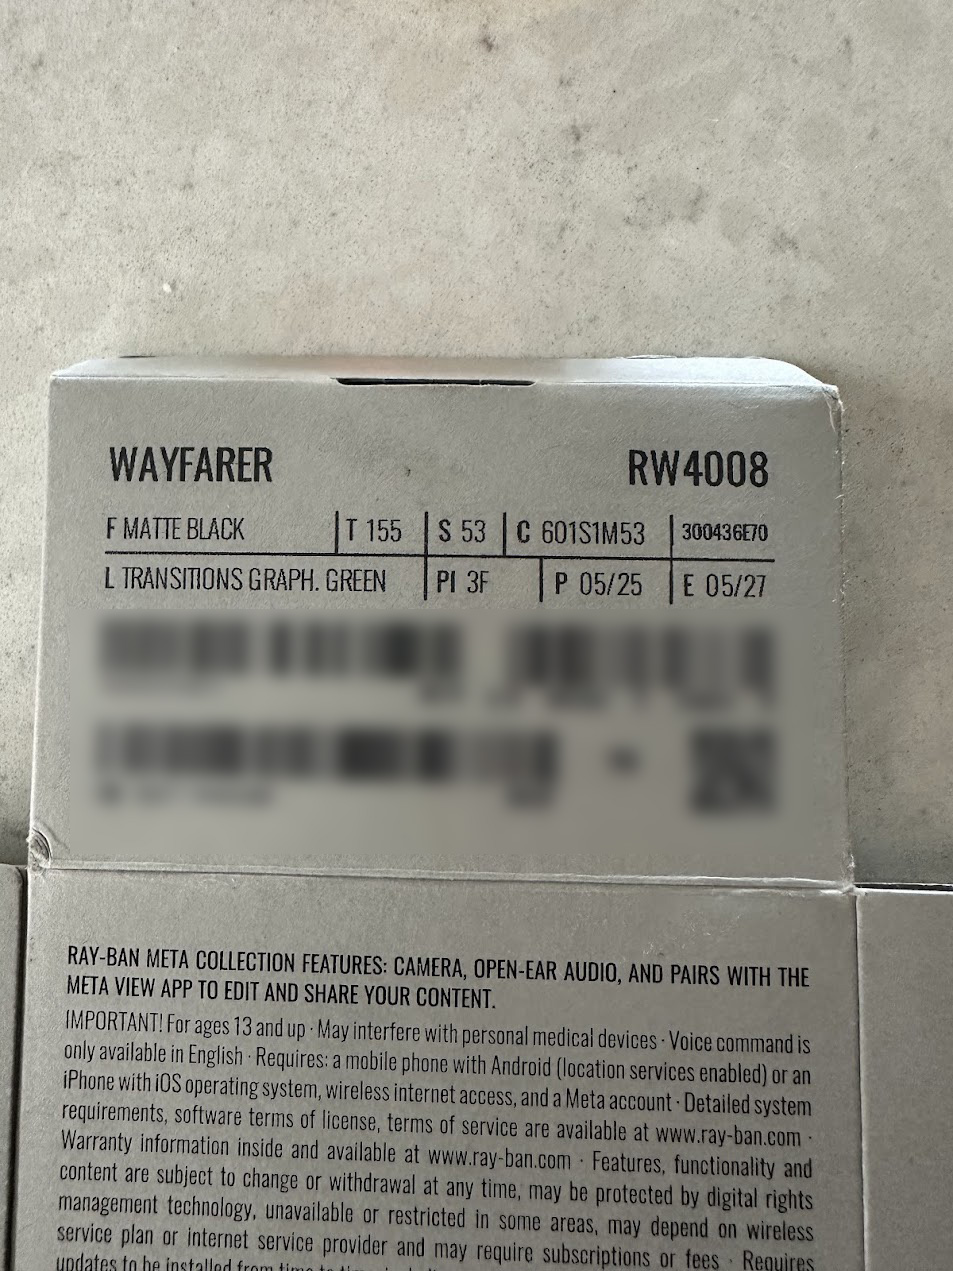 WAYFARER RW4008
F MATTE BLACK T 155 S 53 C 601S1M53 300436E70
L TRANSITIONS GRAPH. GREEN PI 3F P 05/25 E 05/27
RAY-BAN META COLLECTION FEATURES: CAMERA, OPEN-EAR AUDIO, AND PAIRS WITH THE
META VIEW APP TO EDIT AND SHARE YOUR CONTENT.
IMPORTANT! For ages 13 and up · May interfere with personal medical devices · Voice command is
only available in English · Requires: a mobile phone with Android (location services enabled) or an
iPhone with iOS operating system, wireless internet access, and a Meta account · Detailed system
requirements, software terms of license, terms of service are available at www.ray-ban.com ·
Warranty information inside and available at www.ray-ban.com · Features, functionality and
content are subject to change or withdrawal at any time, may be protected by digital rights
management technology, unavailable or restricted in some areas, may depend on wireless
service plan or internet service provider and may require subscriptions or fees · Requires
updates to be installed from time to